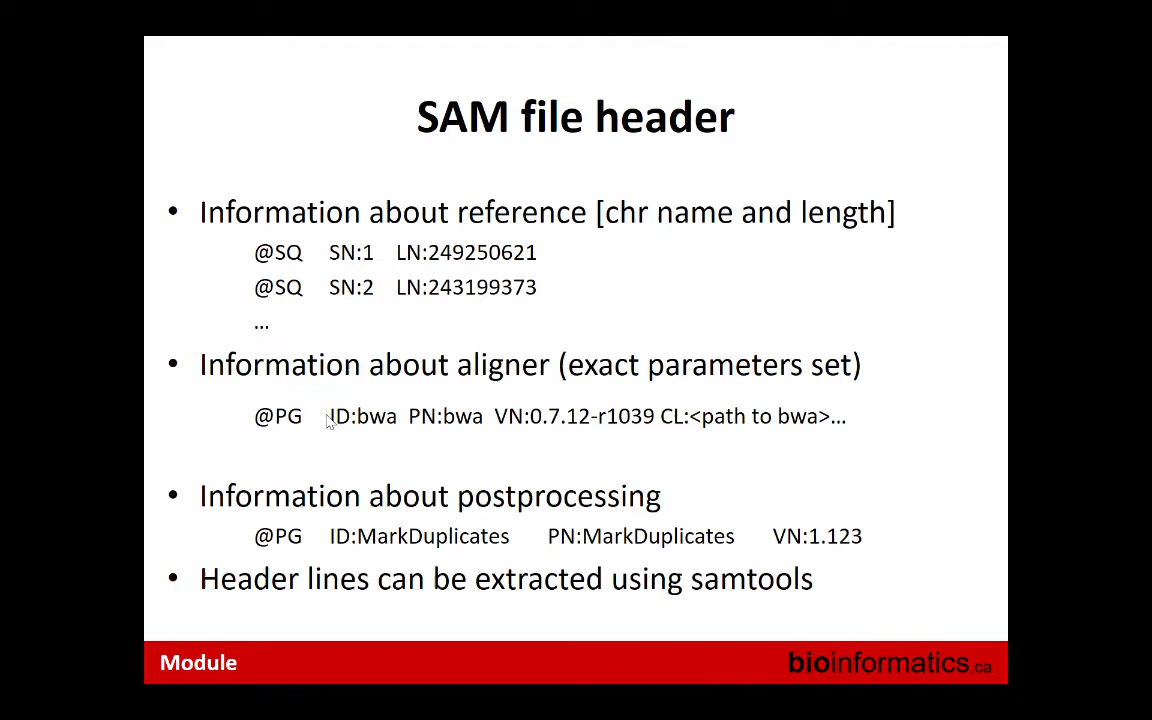 SAM file header
• Information about reference [chr name and length]
@SQ SN:1 LN:249250621
@SQ SN:2 LN:243199373
...
• Information about aligner (exact parameters set)
@PG ID:bwa PN:bwa VN:0.7.12-r1039 CL:<path to bwa>...
• Information about postprocessing
@PG ID:MarkDuplicates PN:MarkDuplicates VN:1.123
• Header lines can be extracted using samtools
Module
bioinformatics.ca